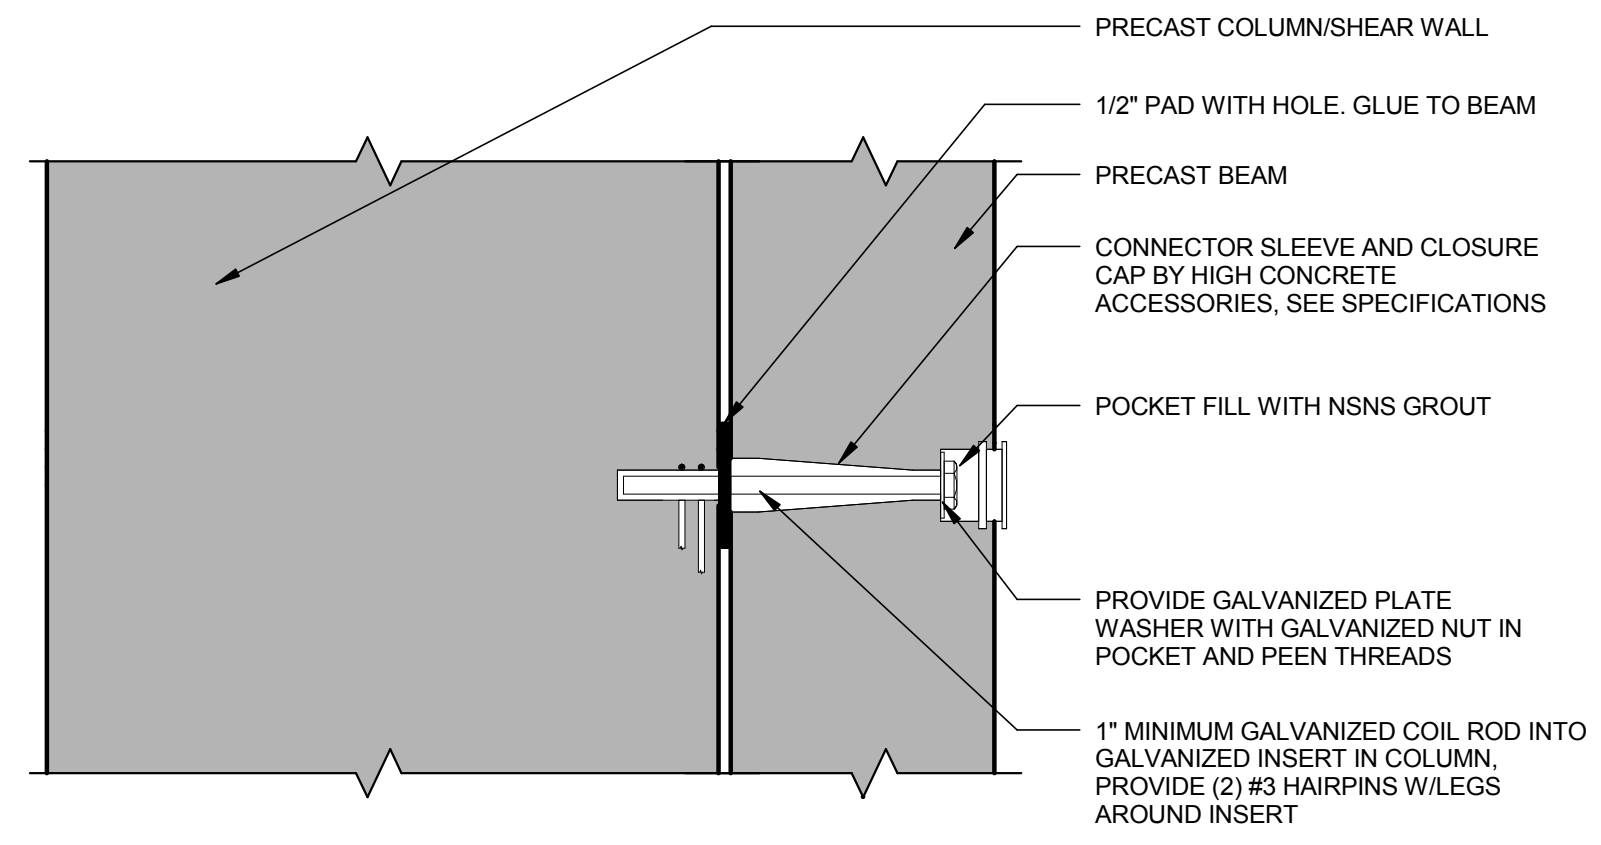 PRECAST COLUMN/SHEAR WALL
1/2" PAD WITH HOLE. GLUE TO BEAM
PRECAST BEAM
CONNECTOR SLEEVE AND CLOSURE
CAP BY HIGH CONCRETE
ACCESSORIES, SEE SPECIFICATIONS
POCKET FILL WITH NSNS GROUT
PROVIDE GALVANIZED PLATE
WASHER WITH GALVANIZED NUT IN
POCKET AND PEEN THREADS
1" MINIMUM GALVANIZED COIL ROD INTO
GALVANIZED INSERT IN COLUMN,
PROVIDE (2) #3 HAIRPINS W/LEGS
AROUND INSERT